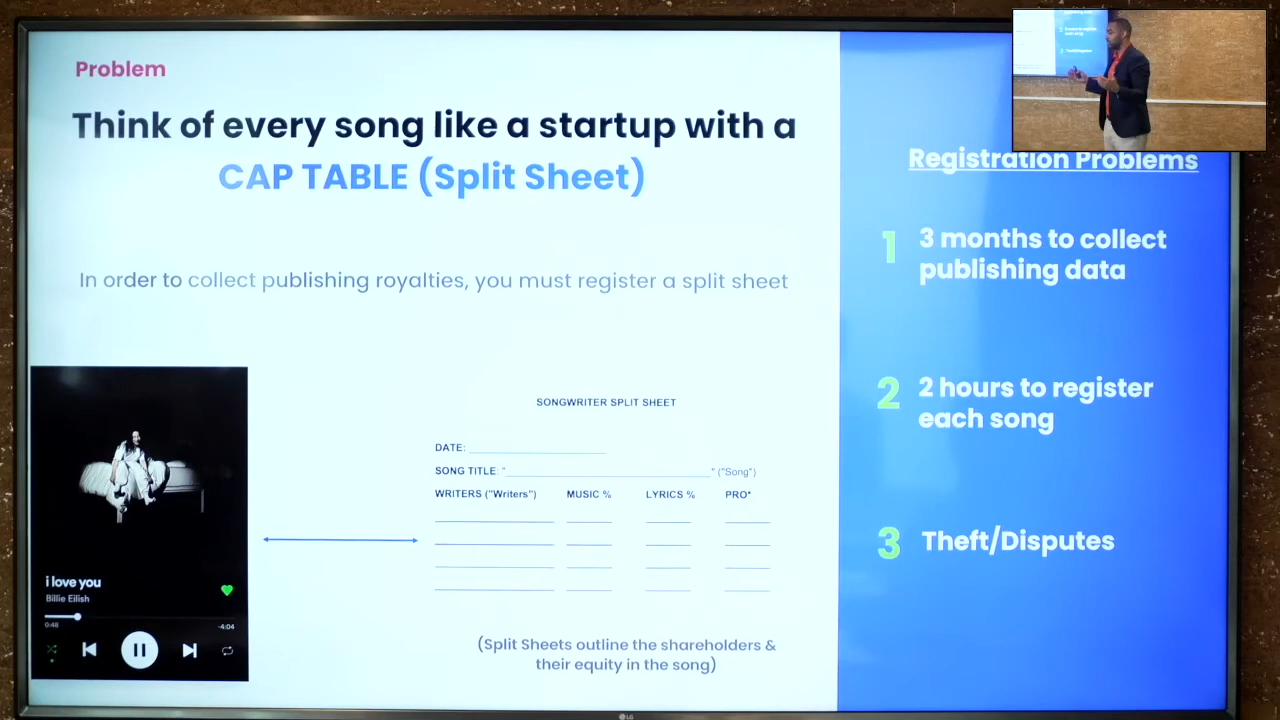 Problem
Think of every song like a startup with a
CAP TABLE (Split Sheet)
In order to collect publishing royalties, you must register a split sheet
i love you
Billie Eilish
0:48
-4:04
SONGWRITER SPLIT SHEET
DATE:
SONG TITLE: " " ("Song")
WRITERS ("Writers") MUSIC % LYRICS % PRO*
(Split Sheets outline the shareholders &
their equity in the song)
Registration Problems
1 3 months to collect
publishing data
2 2 hours to register
each song
3 Theft/Disputes
LG